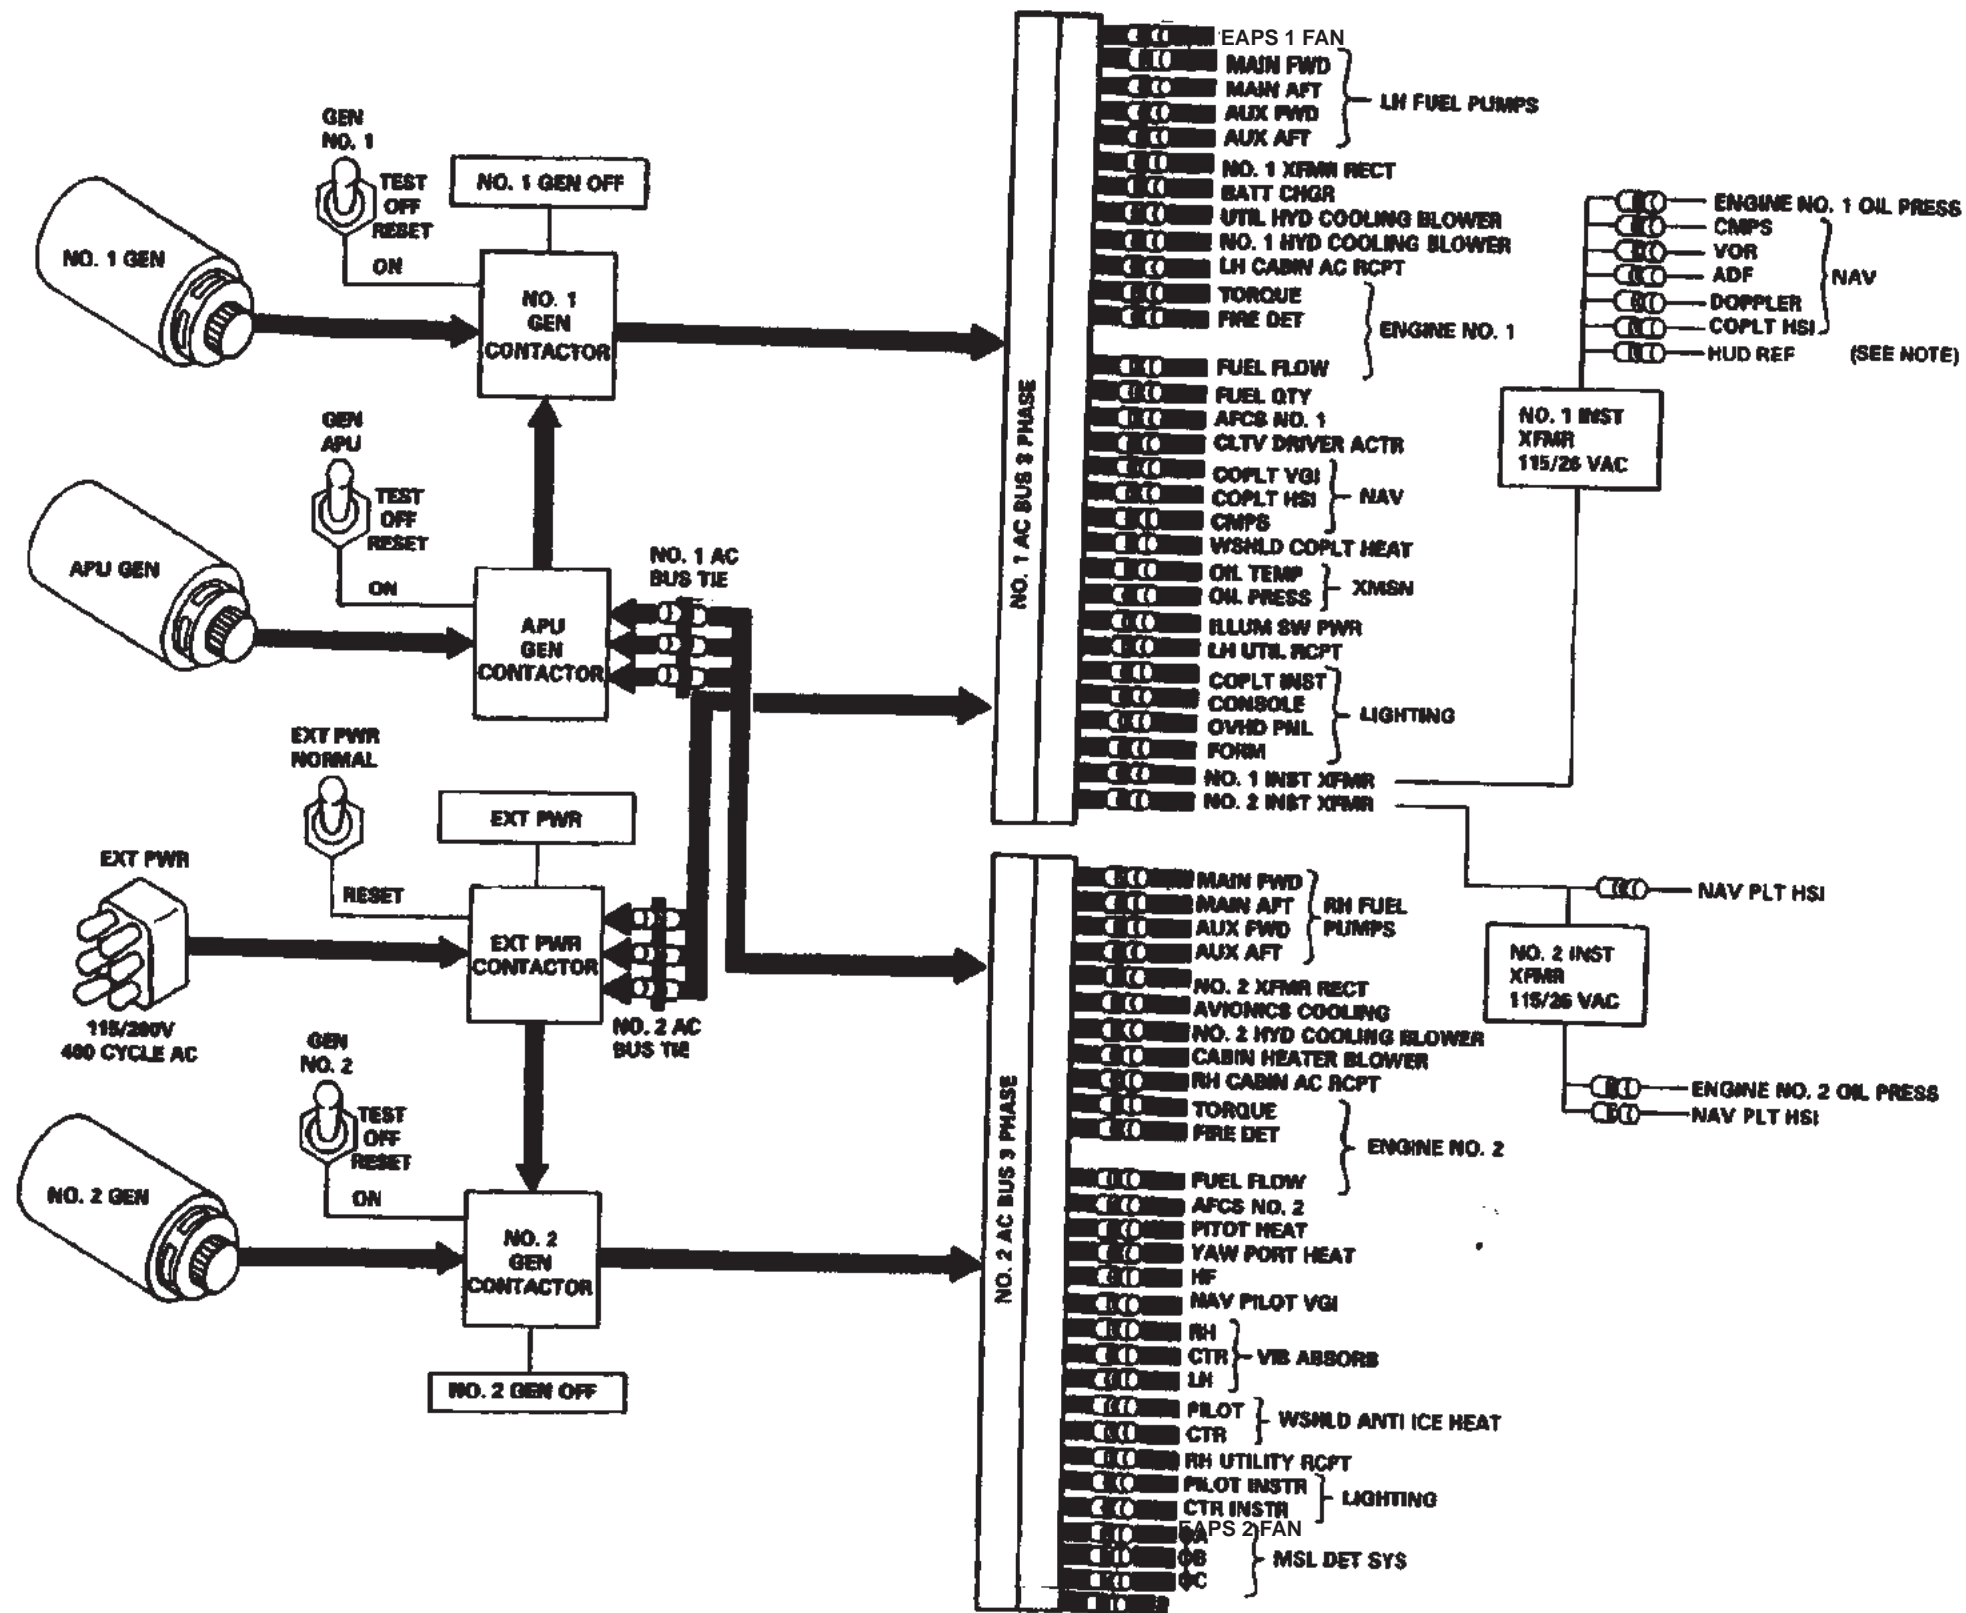 GEN
NO. 1
TEST
OFF
RESET
ON
NO. 1 GEN OFF
NO. 1 GEN
NO. 1
GEN
CONTACTOR
GEN
APU
TEST
OFF
RESET
ON
APU GEN
APU
GEN
CONTACTOR
NO. 1 AC
BUS TIE
EXT PWR
NORMAL
RESET
EXT PWR
EXT PWR
115/200V
400 CYCLE AC
EXT PWR
CONTACTOR
NO. 2 AC
BUS TIE
GEN
NO. 2
TEST
OFF
RESET
ON
NO. 2 GEN
NO. 2
GEN
CONTACTOR
NO. 2 GEN OFF
NO. 1 AC BUS 3 PHASE
EAPS 1 FAN
MAIN FWD
MAIN AFT
AUX FWD
AUX AFT
LH FUEL PUMPS
NO. 1 XFMR RECT
BATT CHGR
UTIL HYD COOLING BLOWER
NO. 1 HYD COOLING BLOWER
LH CABIN AC RCPT
TORQUE
FIRE DET
FUEL FLOW
ENGINE NO. 1
FUEL QTY
AFCS NO. 1
CLTV DRIVER ACTR
COPLT VGI
COPLT HSI
CMPS
NAV
WSHLD COPLT HEAT
OIL TEMP
OIL PRESS
XMSN
ILLUM SW PWR
LH UTIL RCPT
COPLT INST
CONSOLE
OVHD PNL
FORM
LIGHTING
NO. 1 INST XFMR
NO. 2 INST XFMR
ENGINE NO. 1 OIL PRESS
CMPS
VOR
ADF
DOPPLER
COPLT HSI
NAV
HUD REF (SEE NOTE)
NO. 1 INST
XFMR
115/26 VAC
NO. 2 AC BUS 3 PHASE
MAIN FWD
MAIN AFT
AUX FWD
AUX AFT
RH FUEL
PUMPS
NO. 2 XFMR RECT
AVIONICS COOLING
NO. 2 HYD COOLING BLOWER
CABIN HEATER BLOWER
RH CABIN AC RCPT
TORQUE
FIRE DET
FUEL FLOW
ENGINE NO. 2
AFCS NO. 2
PITOT HEAT
YAW PORT HEAT
HF
NAV PILOT VGI
RH
CTR
LH
VIB ABSORB
PILOT
CTR
WSHLD ANTI ICE HEAT
RH UTILITY RCPT
PILOT INSTR
CTR INSTR
LIGHTING
EAPS 2 FAN
ΦA
ΦB
ΦC
MSL DET SYS
NAV PLT HSI
NO. 2 INST
XFMR
115/26 VAC
ENGINE NO. 2 OIL PRESS
NAV PLT HSI